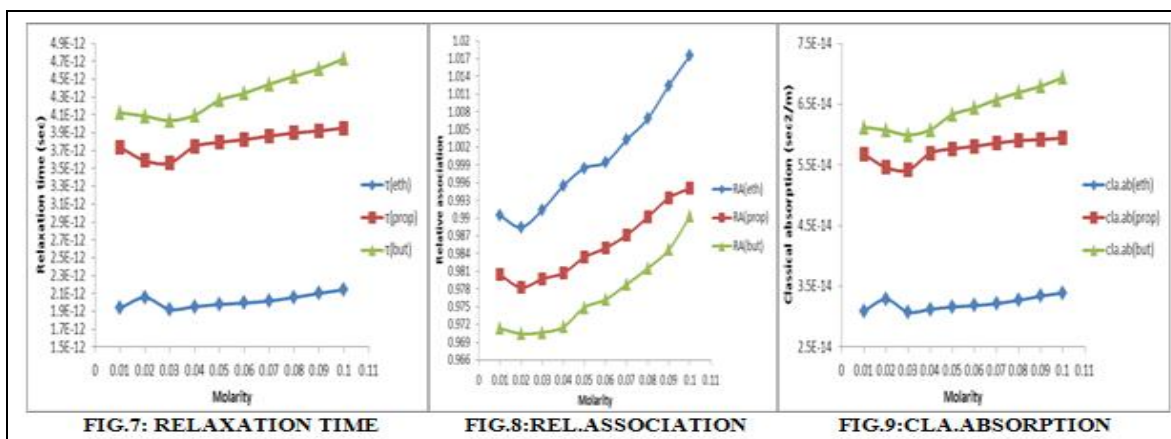 Relaxation time (sec)
4.9E-12
4.7E-12
4.5E-12
4.3E-12
4.1E-12
3.9E-12
3.7E-12
3.5E-12
3.3E-12
3.1E-12
2.9E-12
2.7E-12
2.5E-12
2.3E-12
2.1E-12
1.9E-12
1.7E-12
1.5E-12
0 0.01 0.02 0.03 0.04 0.05 0.06 0.07 0.08 0.09 0.1 0.11
Molarity
τ(eth)
τ(prop)
τ(but)
FIG.7: RELAXATION TIME
Relative association
1.02
1.017
1.014
1.011
1.008
1.005
1.002
0.999
0.996
0.993
0.99
0.987
0.984
0.981
0.978
0.975
0.972
0.969
0.966
0 0.01 0.02 0.03 0.04 0.05 0.06 0.07 0.08 0.09 0.1 0.11
Molarity
RA(eth)
RA(prop)
RA(but)
FIG.8:REL.ASSOCIATION
Classical absorption (sec2/m)
7.5E-14
6.5E-14
5.5E-14
4.5E-14
3.5E-14
2.5E-14
0 0.01 0.02 0.03 0.04 0.05 0.06 0.07 0.08 0.09 0.1 0.11
Molarity
cla.ab(eth)
cla.ab(prop)
cla.ab(but)
FIG.9:CLA.ABSORPTION